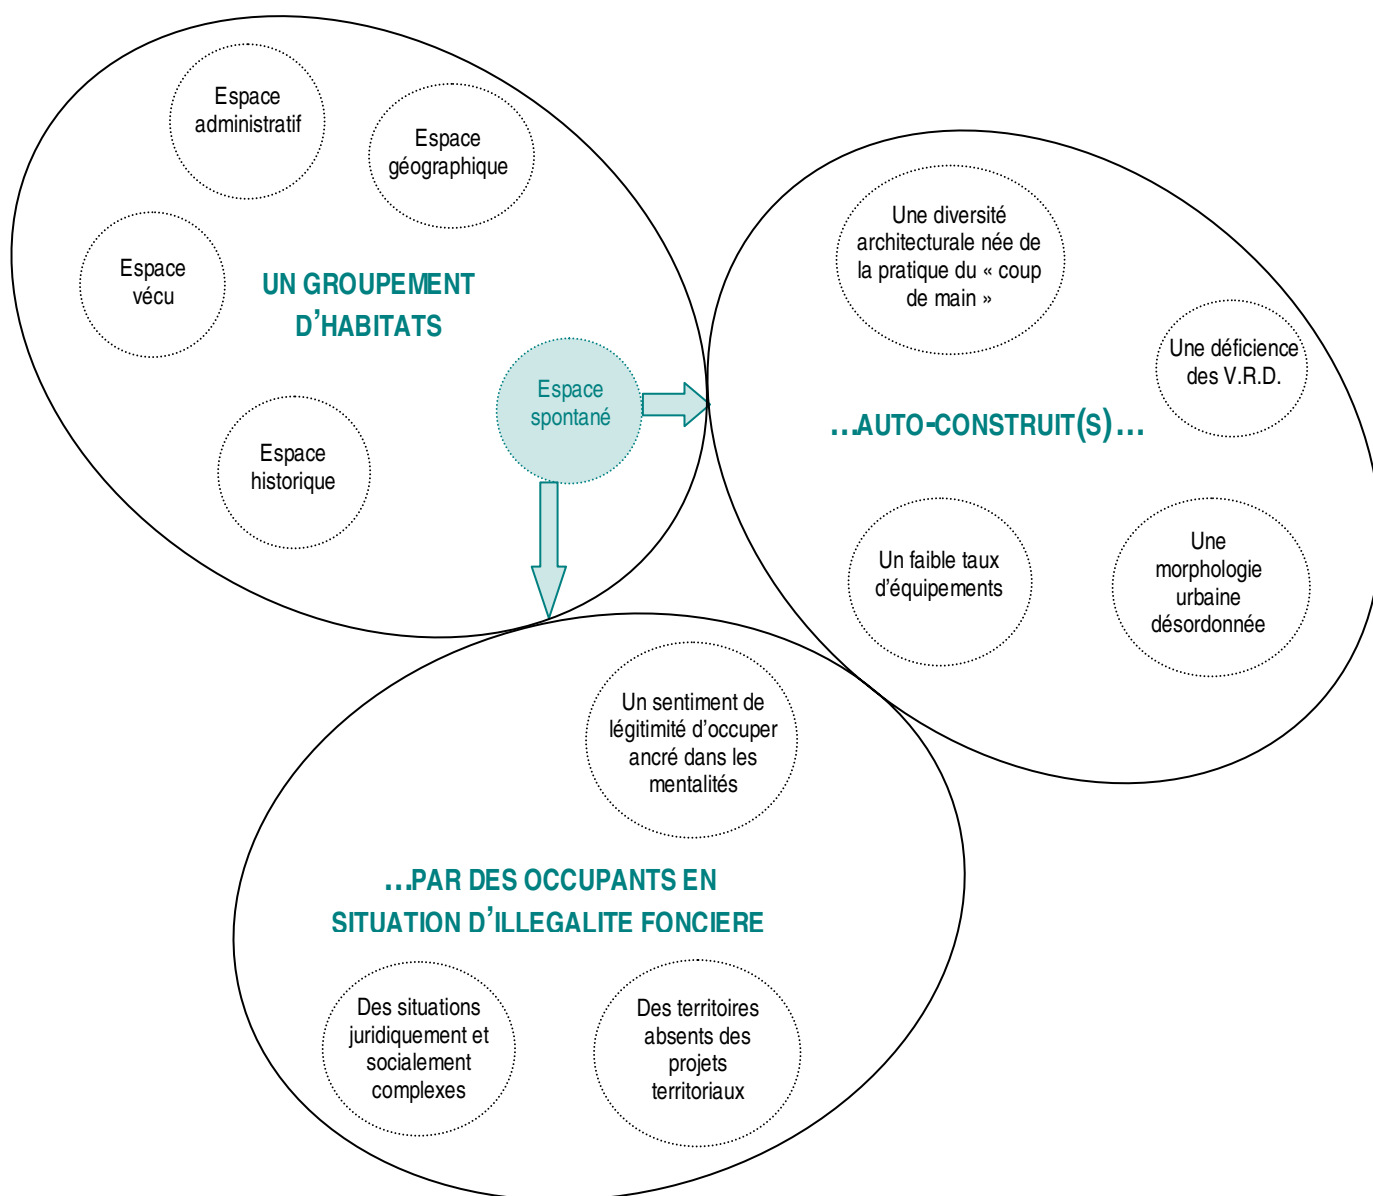 Espace
administratif
Espace
géographique
Espace
vécu
UN GROUPEMENT
D’HABITATS
Espace
spontané
Espace
historique
Une diversité
architecturale née de
la pratique du « coup
de main »
Une déficience
des V.R.D.
…AUTO-CONSTRUIT(S)…
Un faible taux
d’équipements
Une
morphologie
urbaine
désordonnée
Un sentiment de
légitimité d’occuper
ancré dans les
mentalités
…PAR DES OCCUPANTS EN
SITUATION D’ILLEGALITE FONCIERE
Des situations
juridiquement et
socialement
complexes
Des territoires
absents des
projets
territoriaux